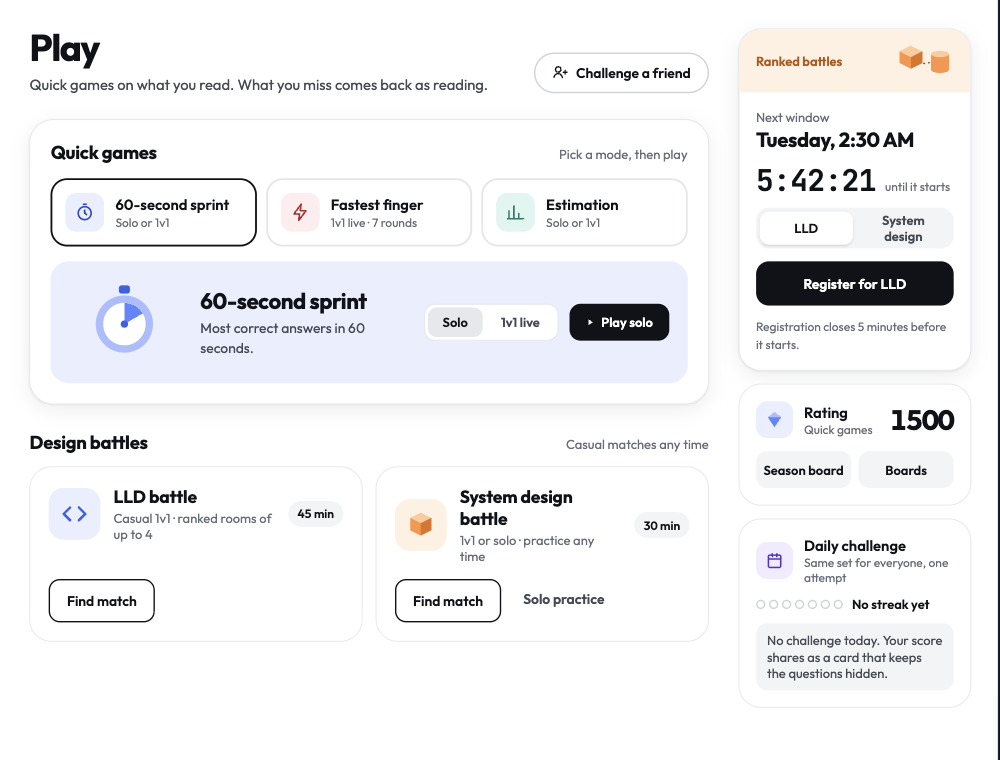 Play
Quick games on what you read. What you miss comes back as reading.
Challenge a friend
Quick games
Pick a mode, then play
60-second sprint
Solo or 1v1
Fastest finger
1v1 live · 7 rounds
Estimation
Solo or 1v1
60-second sprint
Most correct answers in 60
seconds.
Solo
1v1 live
Play solo
Design battles
Casual matches any time
LLD battle
Casual 1v1 · ranked rooms of
up to 4
45 min
Find match
System design
battle
1v1 or solo · practice any
time
30 min
Find match
Solo practice
Ranked battles
Next window
Tuesday, 2:30 AM
5:42:21 until it starts
LLD
System
design
Register for LLD
Registration closes 5 minutes before
it starts.
Rating
Quick games
1500
Season board
Boards
Daily challenge
Same set for everyone, one
attempt
No streak yet
No challenge today. Your score
shares as a card that keeps
the questions hidden.